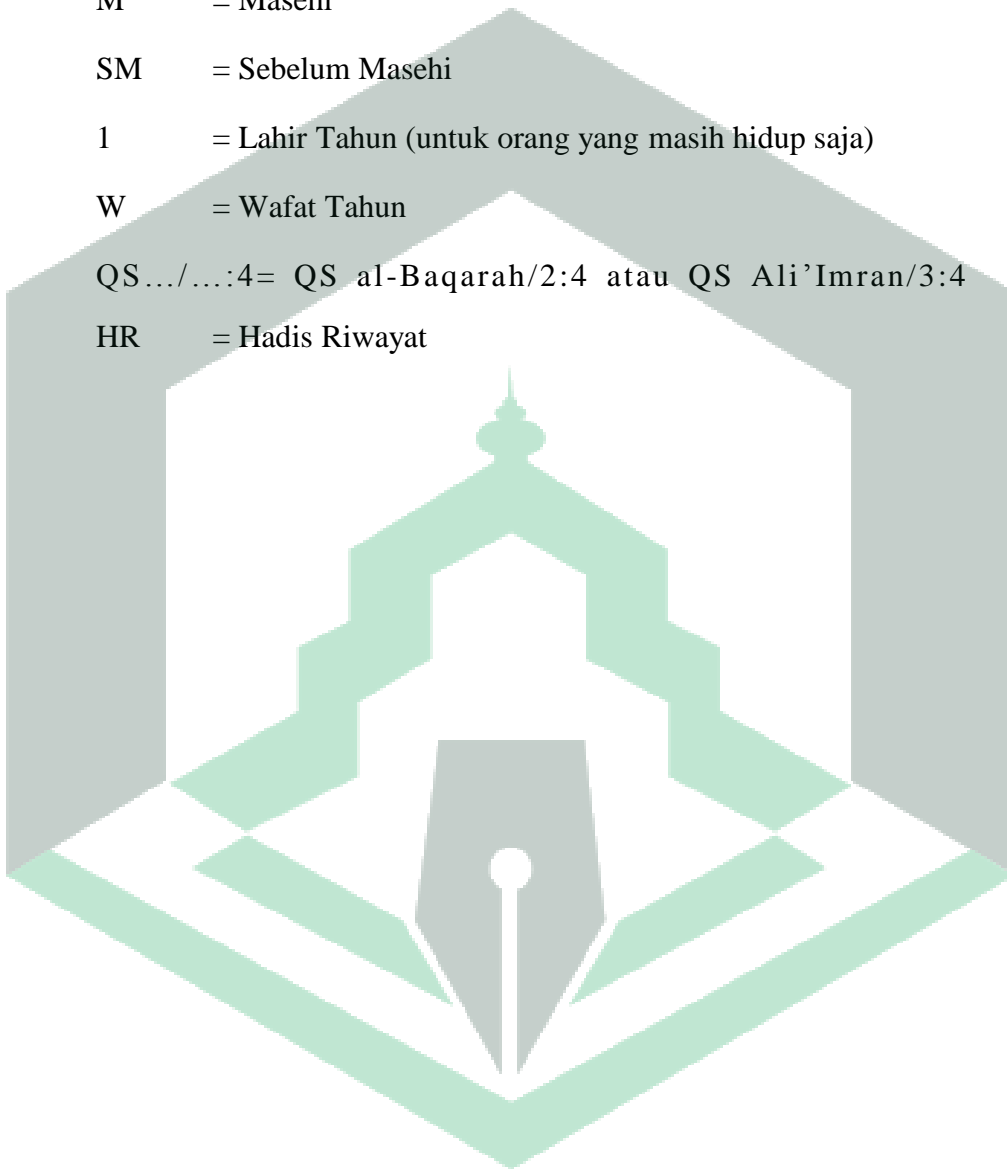 M = Masehi
SM = Sebelum Masehi
1 = Lahir Tahun (untuk orang yang masih hidup saja)
W = Wafat Tahun
QS…/…:4= QS al-Baqarah/2:4 atau QS Ali’Imran/3:4
HR = Hadis Riwayat